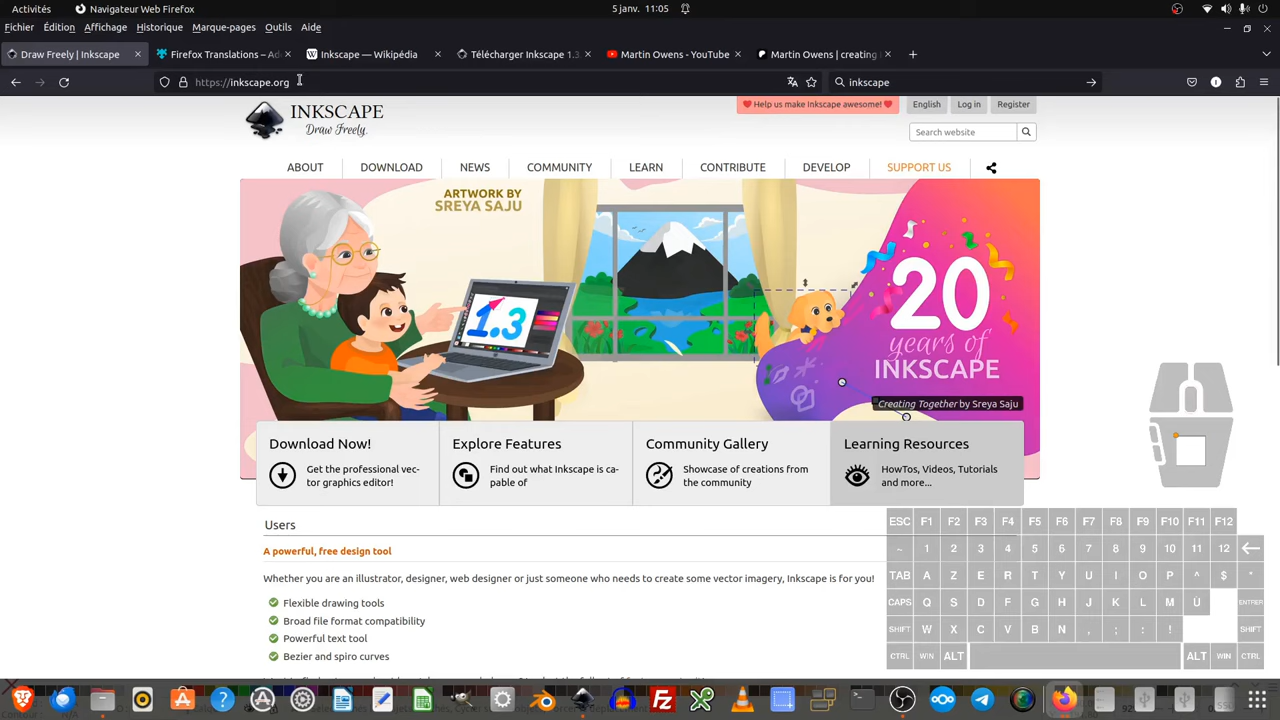 Activités
Navigateur Web Firefox
5 janv. 11:05
Fichier Édition Affichage Historique Marque-pages Outils Aide
Draw Freely | Inkscape
Firefox Translations – Ad
Inkscape — Wikipédia
Télécharger Inkscape 1.3
Martin Owens - YouTube
Martin Owens | creating
https://inkscape.org
inkscape
INKSCAPE
Draw Freely.
Help us make Inkscape awesome!
English
Log in
Register
Search website
ABOUT
DOWNLOAD
NEWS
COMMUNITY
LEARN
CONTRIBUTE
DEVELOP
SUPPORT US
ARTWORK BY
SREYA SAJU
1.3
20
years of
INKSCAPE
Creating Together by Sreya Saju
Download Now!
Get the professional vec-
tor graphics editor!
Explore Features
Find out what Inkscape is ca-
pable of
Community Gallery
Showcase of creations from
the community
Learning Resources
HowTos, Videos, Tutorials
and more...
Users
A powerful, free design tool
Whether you are an illustrator, designer, web designer or just someone who needs to create some vector imagery, Inkscape is for you!
Flexible drawing tools
Broad file format compatibility
Powerful text tool
Bezier and spiro curves
ESC F1 F2 F3 F4 F5 F6 F7 F8 F9 F10 F11 F12
~ 1 2 3 4 5 6 7 8 9 10 11 12
TAB A Z E R T Y U I O P ^ $ *
CAPS Q S D F G H J K L M Ü ENTRER
SHIFT W X C V B N , ; : ! SHIFT
CTRL WIN ALT ALT WIN CTRL